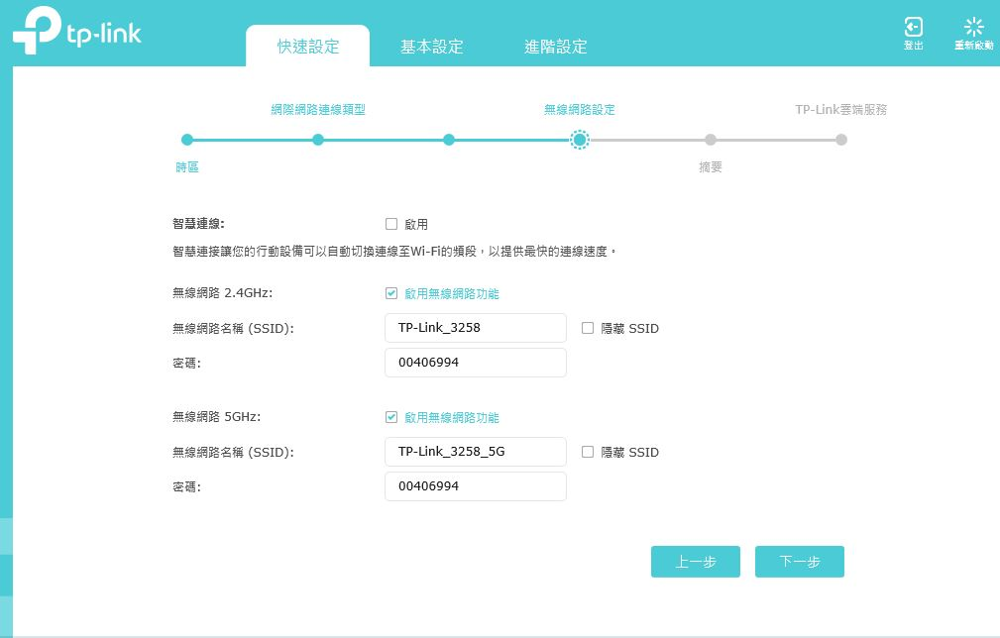 tp-link
快速設定
基本設定
進階設定
登出
重新啟動
網際網路連線類型
無線網路設定
TP-Link雲端服務
時區
摘要
智慧連線:
啟用
智慧連接讓您的行動設備可以自動切換連線至Wi-Fi的頻段，以提供最快的連線速度。
無線網路 2.4GHz:
啟用無線網路功能
無線網路名稱 (SSID):
TP-Link_3258
隱藏 SSID
密碼:
00406994
無線網路 5GHz:
啟用無線網路功能
無線網路名稱 (SSID):
TP-Link_3258_5G
隱藏 SSID
密碼:
00406994
上一步
下一步